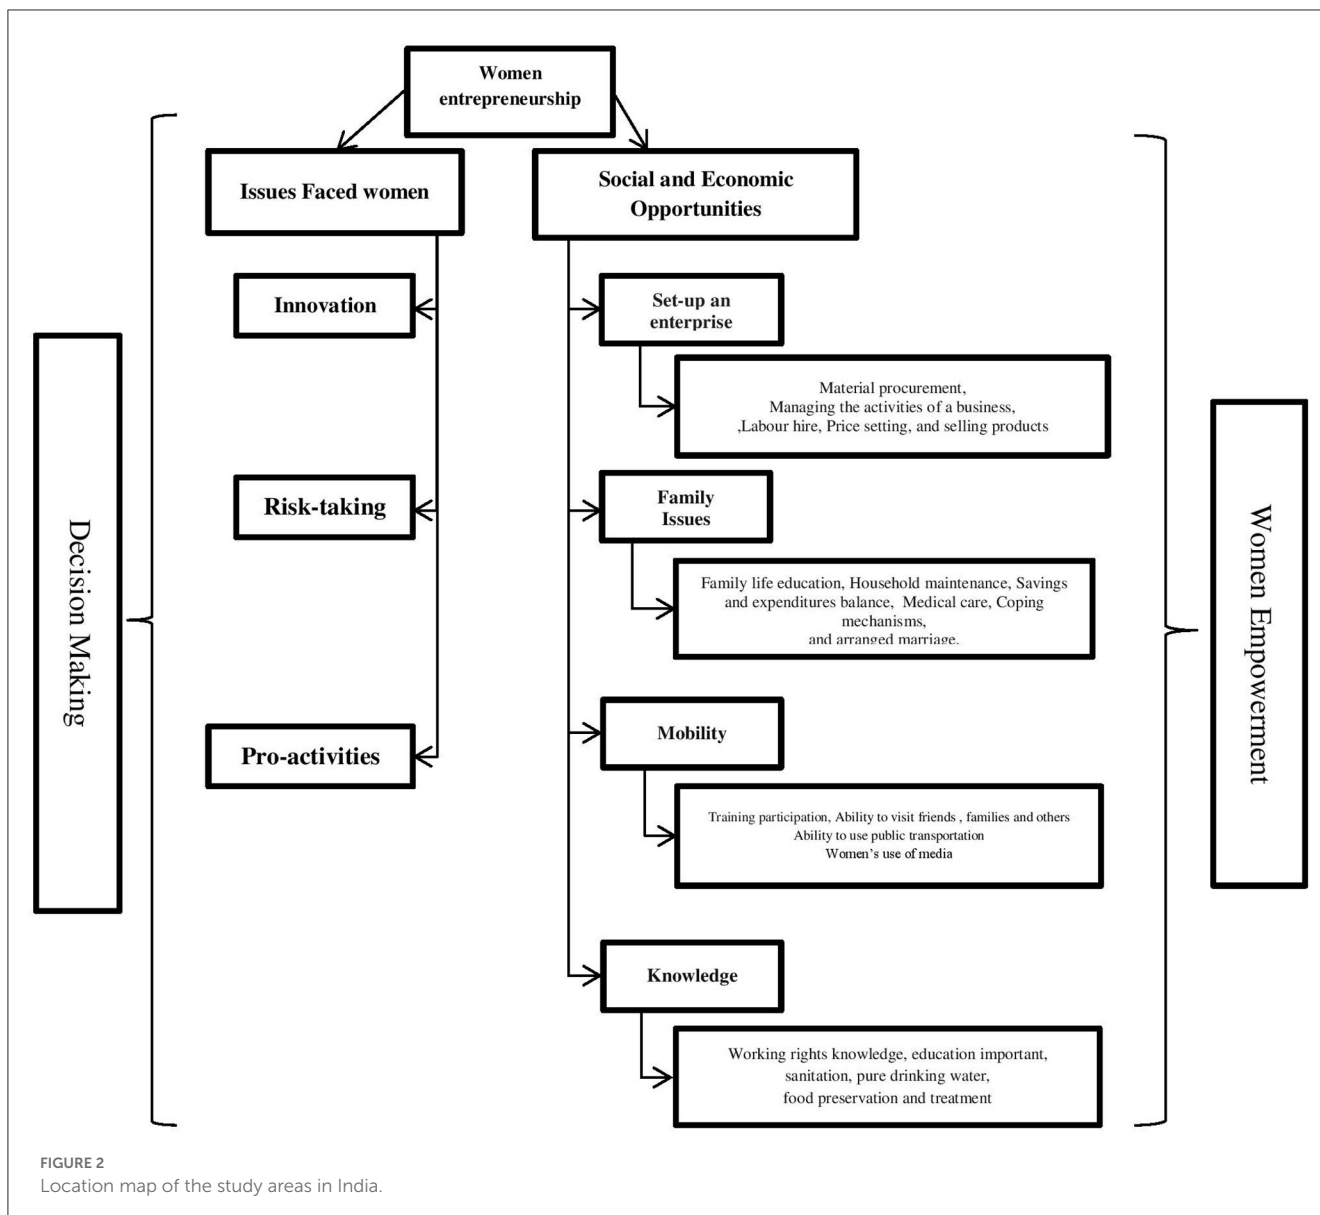 Women
entrepreneurship
Issues Faced women
Social and Economic
Opportunities
Innovation
Set-up an
enterprise
Material procurement,
Managing the activities of a business,
,Labour hire, Price setting, and selling products
Risk-taking
Family
Issues
Family life education, Household maintenance, Savings
and expenditures balance, Medical care, Coping
mechanisms,
and arranged marriage.
Pro-activities
Mobility
Training participation, Ability to visit friends , families and others
Ability to use public transportation
Women's use of media
Knowledge
Working rights knowledge, education important,
sanitation, pure drinking water,
food preservation and treatment
Decision Making
Women Empowerment
FIGURE 2
Location map of the study areas in India.